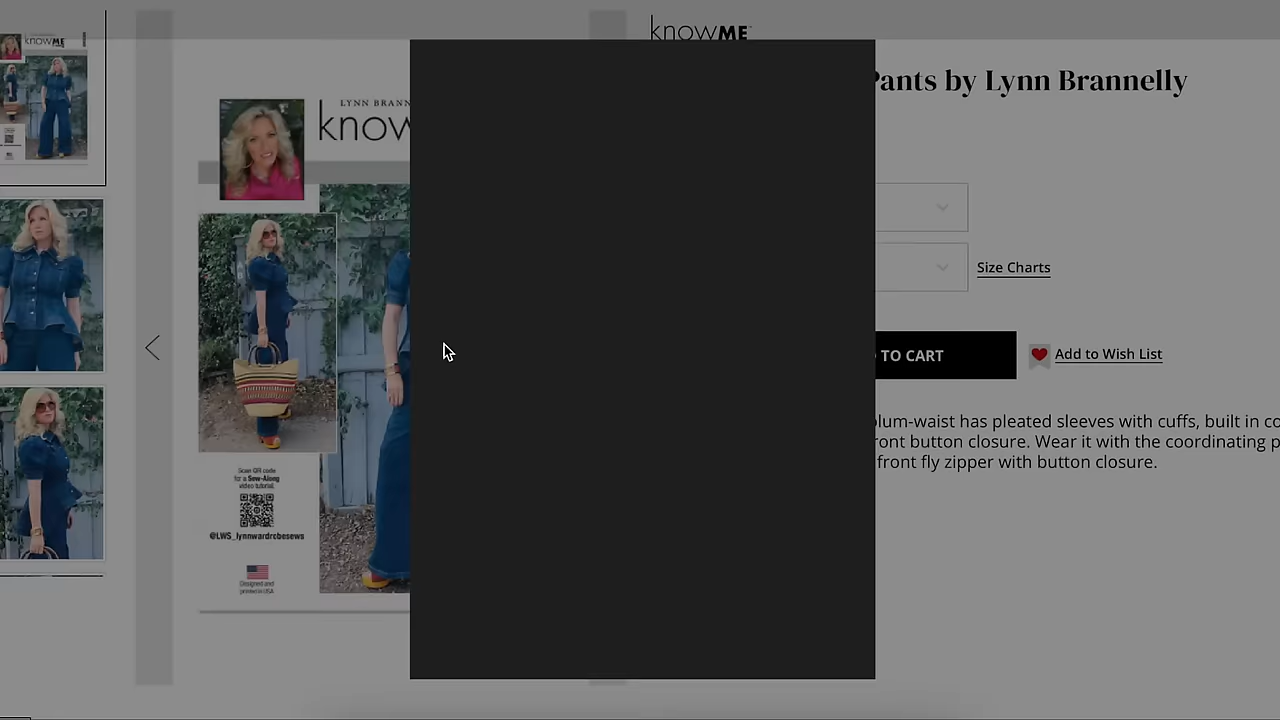 knowME
knowME
Pants by Lynn Brannelly
LYNN BRANN
know
Size Charts
TO CART
Add to Wish List
plum-waist has pleated sleeves with cuffs, built in co
front button closure. Wear it with the coordinating p
front fly zipper with button closure.
Scan QR code
for a Sew-Along
video tutorial.
@LWS_lynnwardrobesews
Designed and
printed in USA